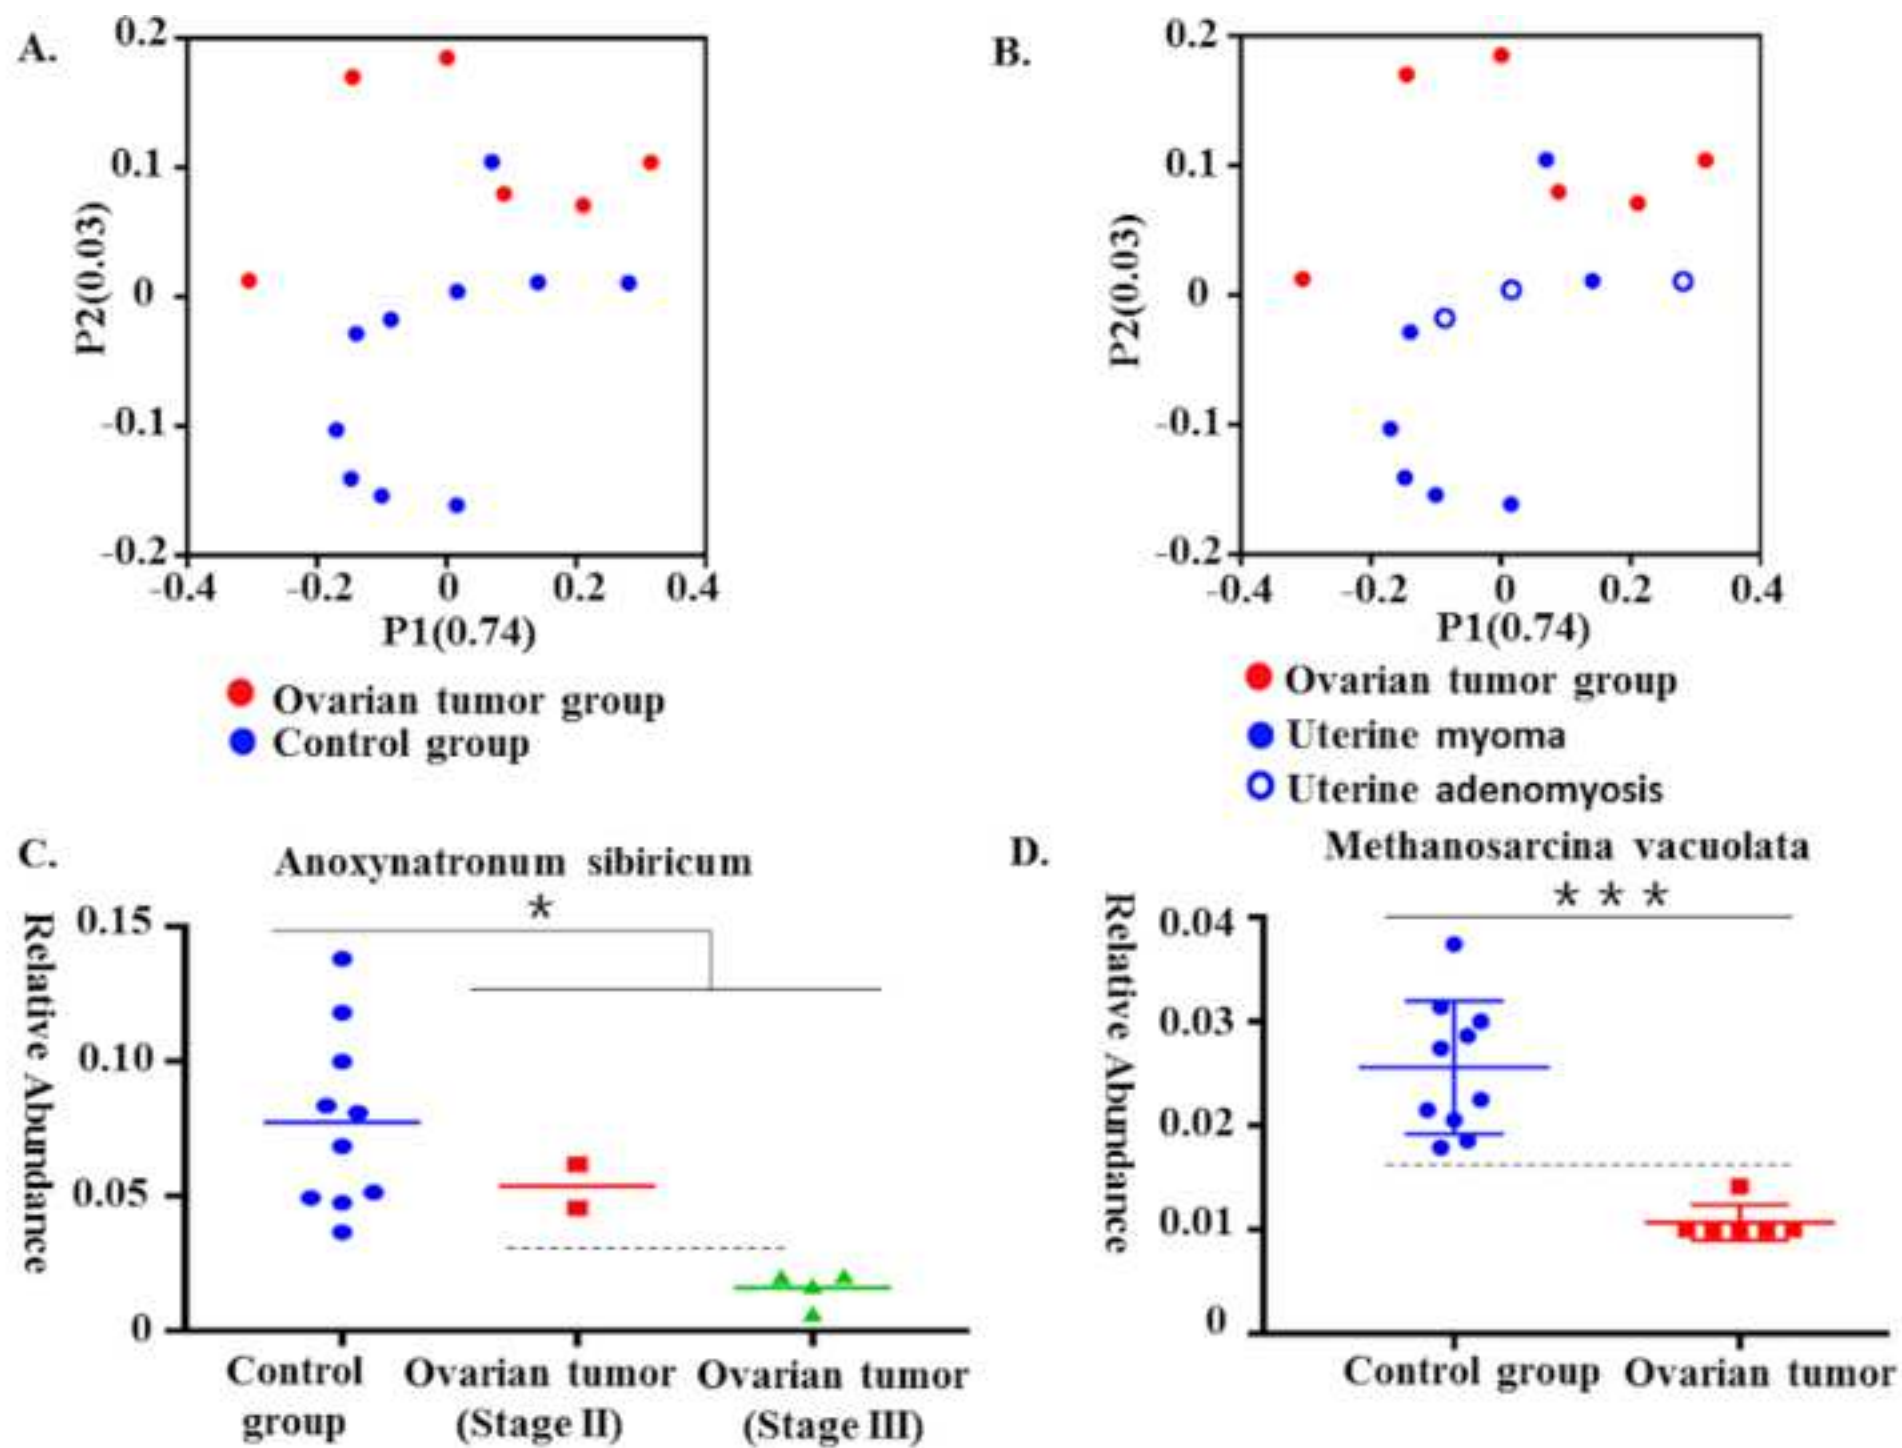 A.
0.2
0.1
0
-0.1
-0.2
P2(0.03)
-0.4 -0.2 0 0.2 0.4
P1(0.74)
Ovarian tumor group
Control group
B.
0.2
0.1
0
-0.1
-0.2
P2(0.03)
-0.4 -0.2 0 0.2 0.4
P1(0.74)
Ovarian tumor group
Uterine myoma
Uterine adenomyosis
C.
Anoxynatronum sibiricum
*
Relative Abundance
0.15
0.10
0.05
0
Control group
Ovarian tumor (Stage II)
Ovarian tumor (Stage III)
D.
Methanosarcina vacuolata
* * *
Relative Abundance
0.04
0.03
0.02
0.01
0
Control group Ovarian tumor